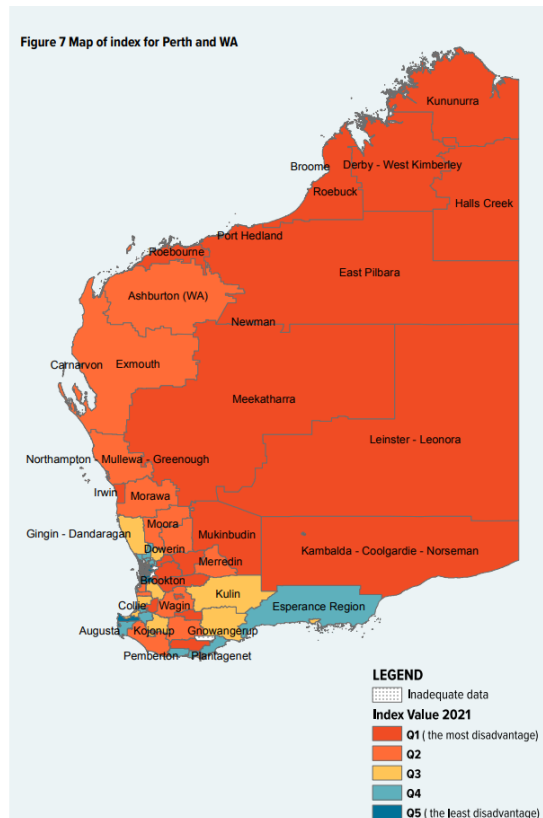 Figure 7 Map of index for Perth and WA
Kununurra
Broome
Derby - West Kimberley
Roebuck
Halls Creek
Port Hedland
Roebourne
East Pilbara
Ashburton (WA)
Newman
Carnarvon
Exmouth
Meekatharra
Leinster - Leonora
Northampton - Mullewa - Greenough
Irwin
Morawa
Gingin - Dandaragan
Moora
Mukinbudin
Dowerin
Merredin
Kambalda - Coolgardie - Norseman
Brookton
Kulin
Collie
Wagin
Esperance Region
Augusta
Kojonup
Gnowangerup
Pemberton
Plantagenet
LEGEND
Inadequate data
Index Value 2021
Q1 ( the most disadvantage)
Q2
Q3
Q4
Q5 ( the least disadvantage)